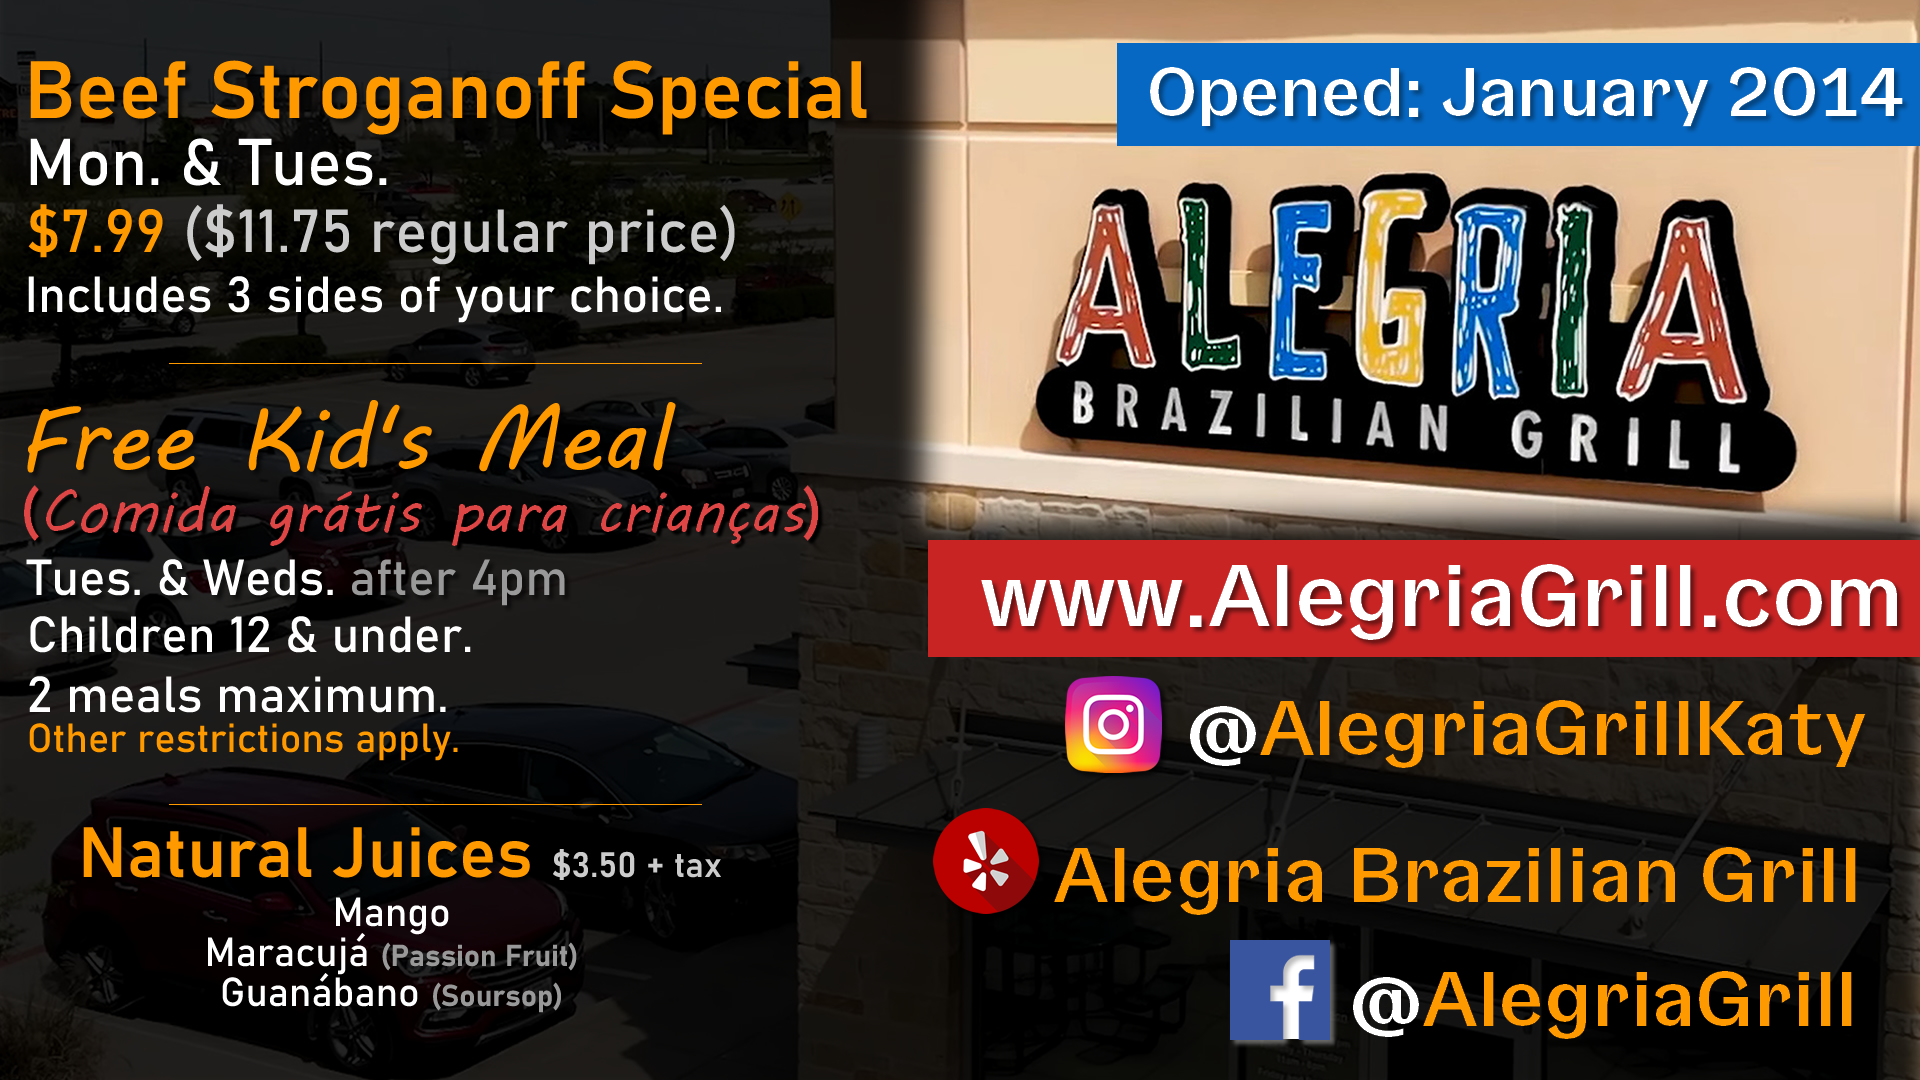 Beef Stroganoff Special
Mon. & Tues.
$7.99 ($11.75 regular price)
Includes 3 sides of your choice.
Free Kid's Meal
(Comida grátis para crianças)
Tues. & Weds. after 4pm
Children 12 & under.
2 meals maximum.
Other restrictions apply.
Natural Juices $3.50 + tax
Mango
Maracujá (Passion Fruit)
Guanábano (Soursop)
Opened: January 2014
ALEGRIA
BRAZILIAN GRILL
www.AlegriaGrill.com
@AlegriaGrillKaty
Alegria Brazilian Grill
@AlegriaGrill